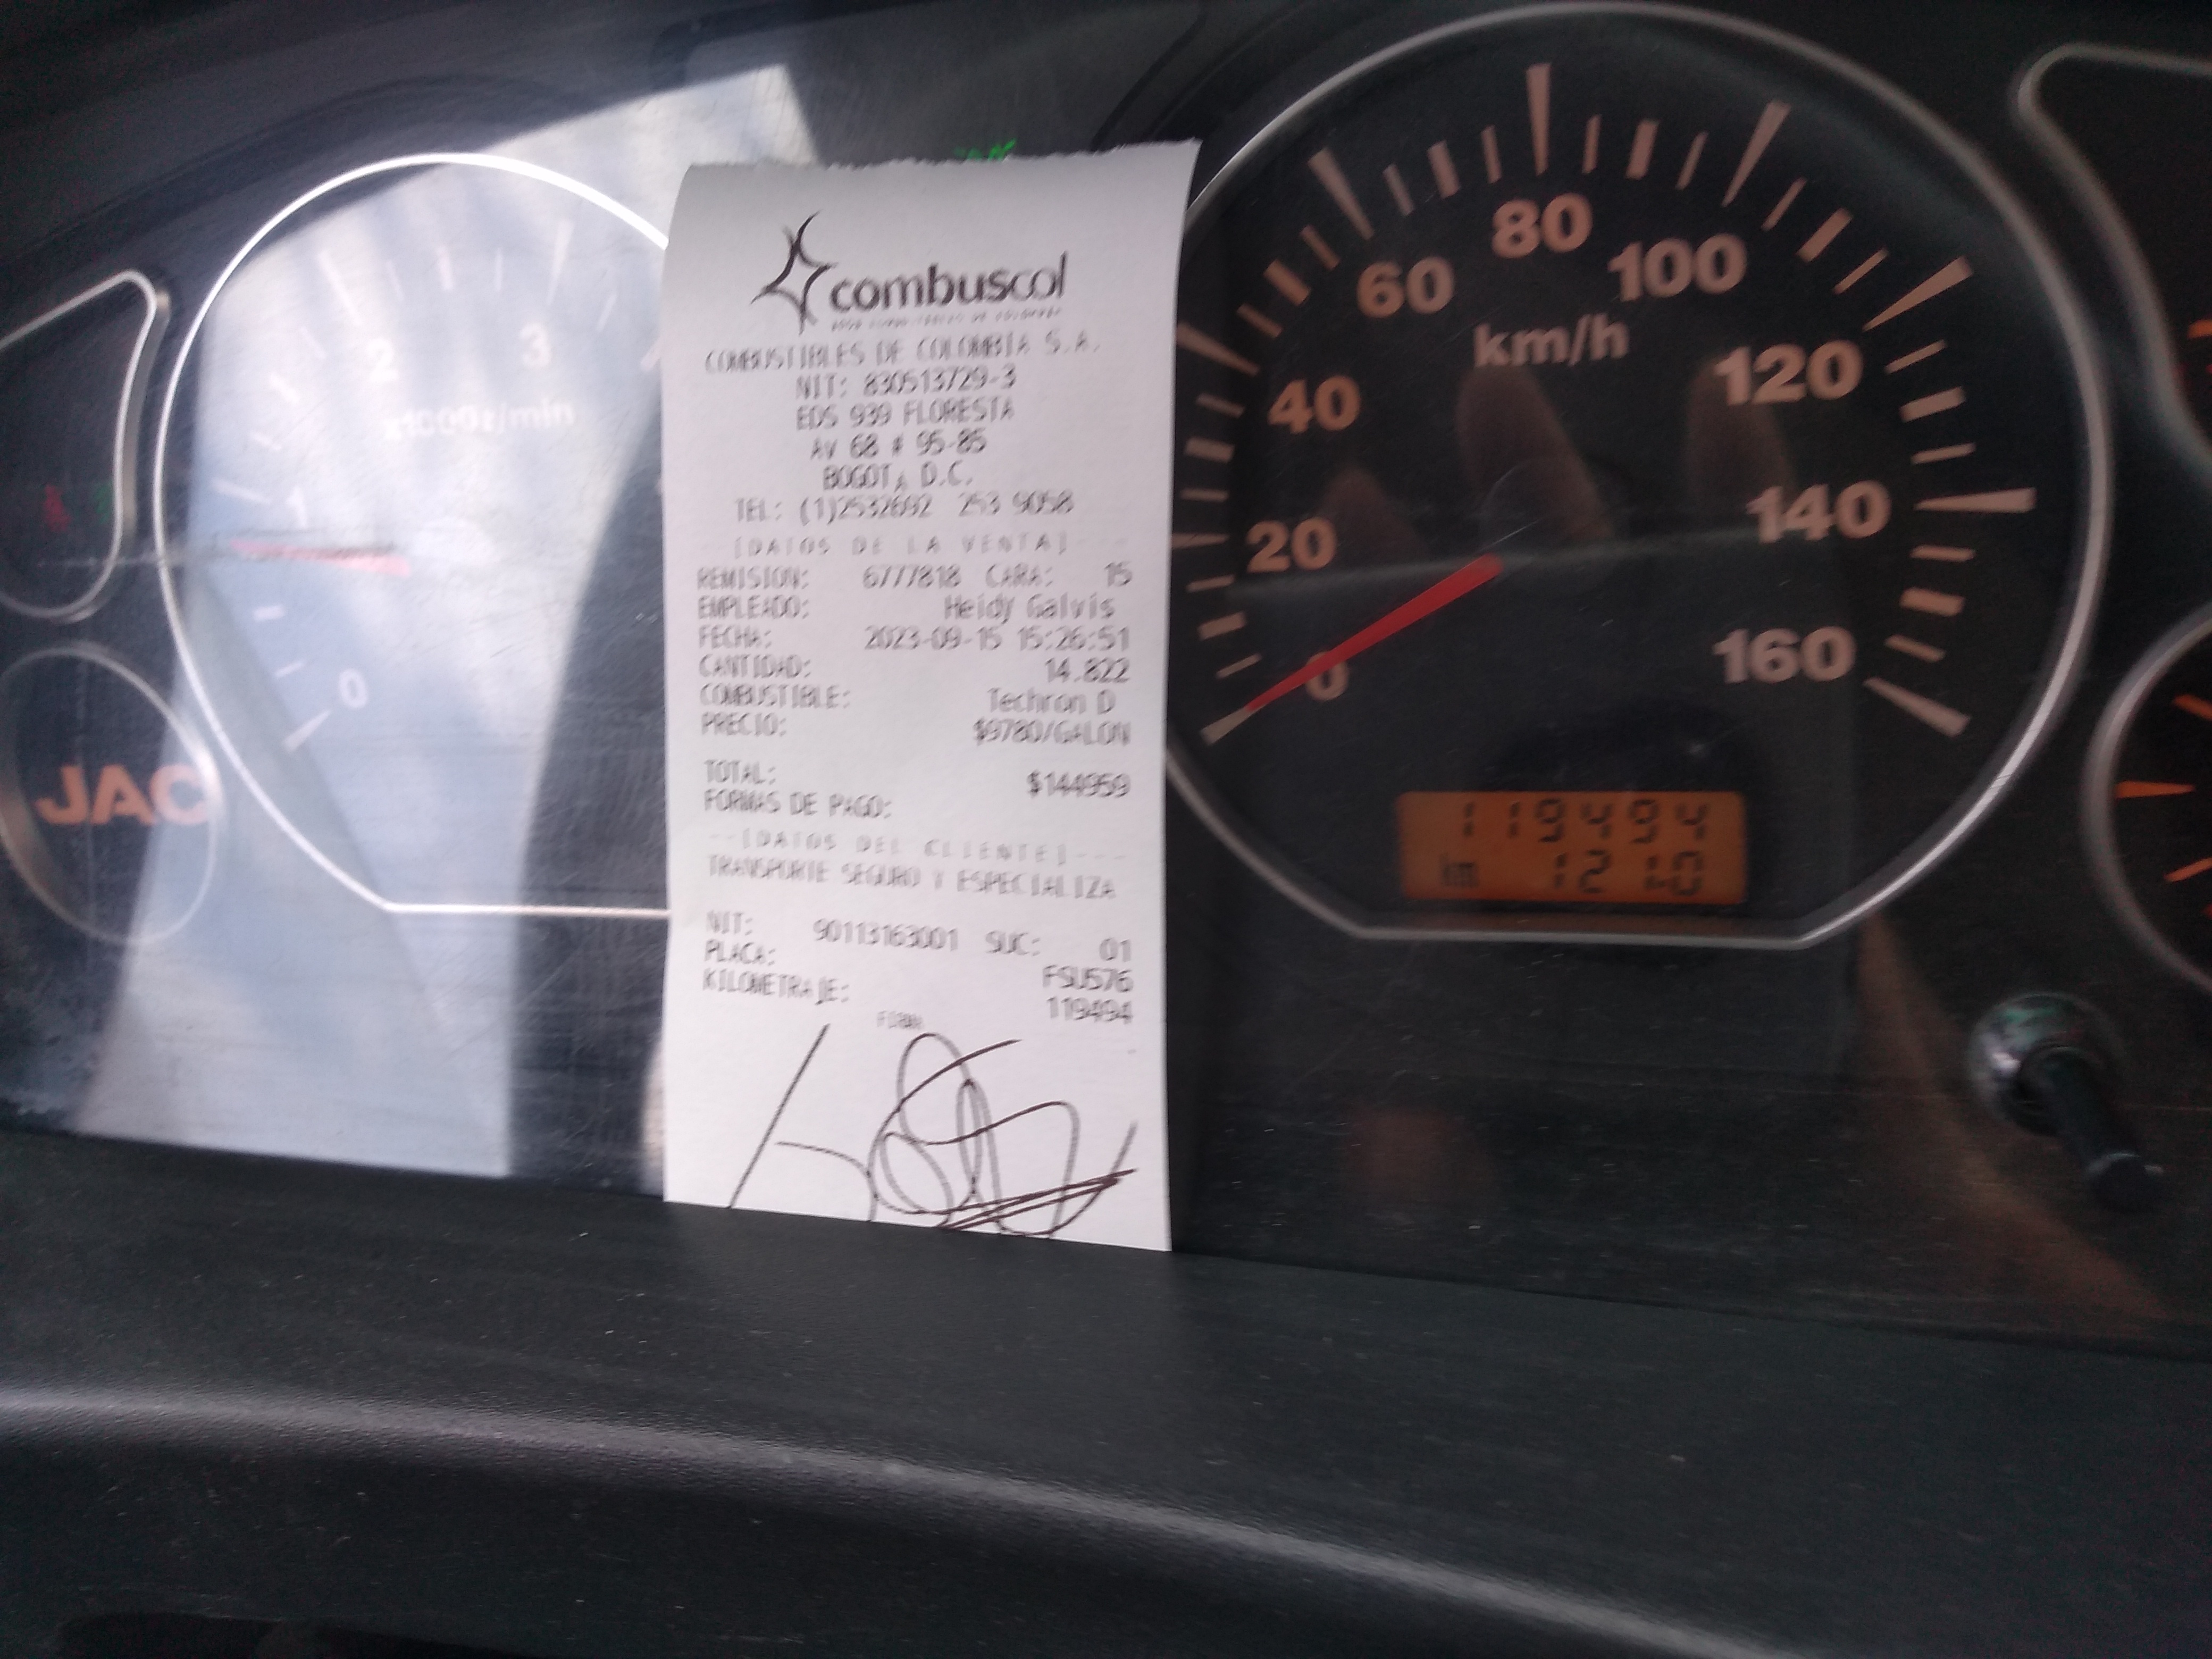 combuscol
COMBUSTIBLES DE COLOMBIA S.A.
NIT: 830513729-3
EDS 939 FLORESTA
AV 68 # 95-85
BOGOTA D.C.
TEL: (1)2532692 253 9058
--[DATOS DE LA VENTA]---
REMISION: 6777818 CARA: 15
EMPLEADO: Heidy Galvis
FECHA: 2023-09-15 15:26:51
CANTIDAD: 14.822
COMBUSTIBLE: Techron D
PRECIO: $9780/GALON
TOTAL: $144959
FORMAS DE PAGO:
--[DATOS DEL CLIENTE]---
TRANSPORTE SEGURO Y ESPECIALIZA
NIT: 90113163001 SUC: 01
PLACA: FSU576
KILOMETRAJE: 119494
0
1
2
3
x1000r/min
JAC
0
20
40
60
80
100
120
140
160
km/h
119494
km 121.0